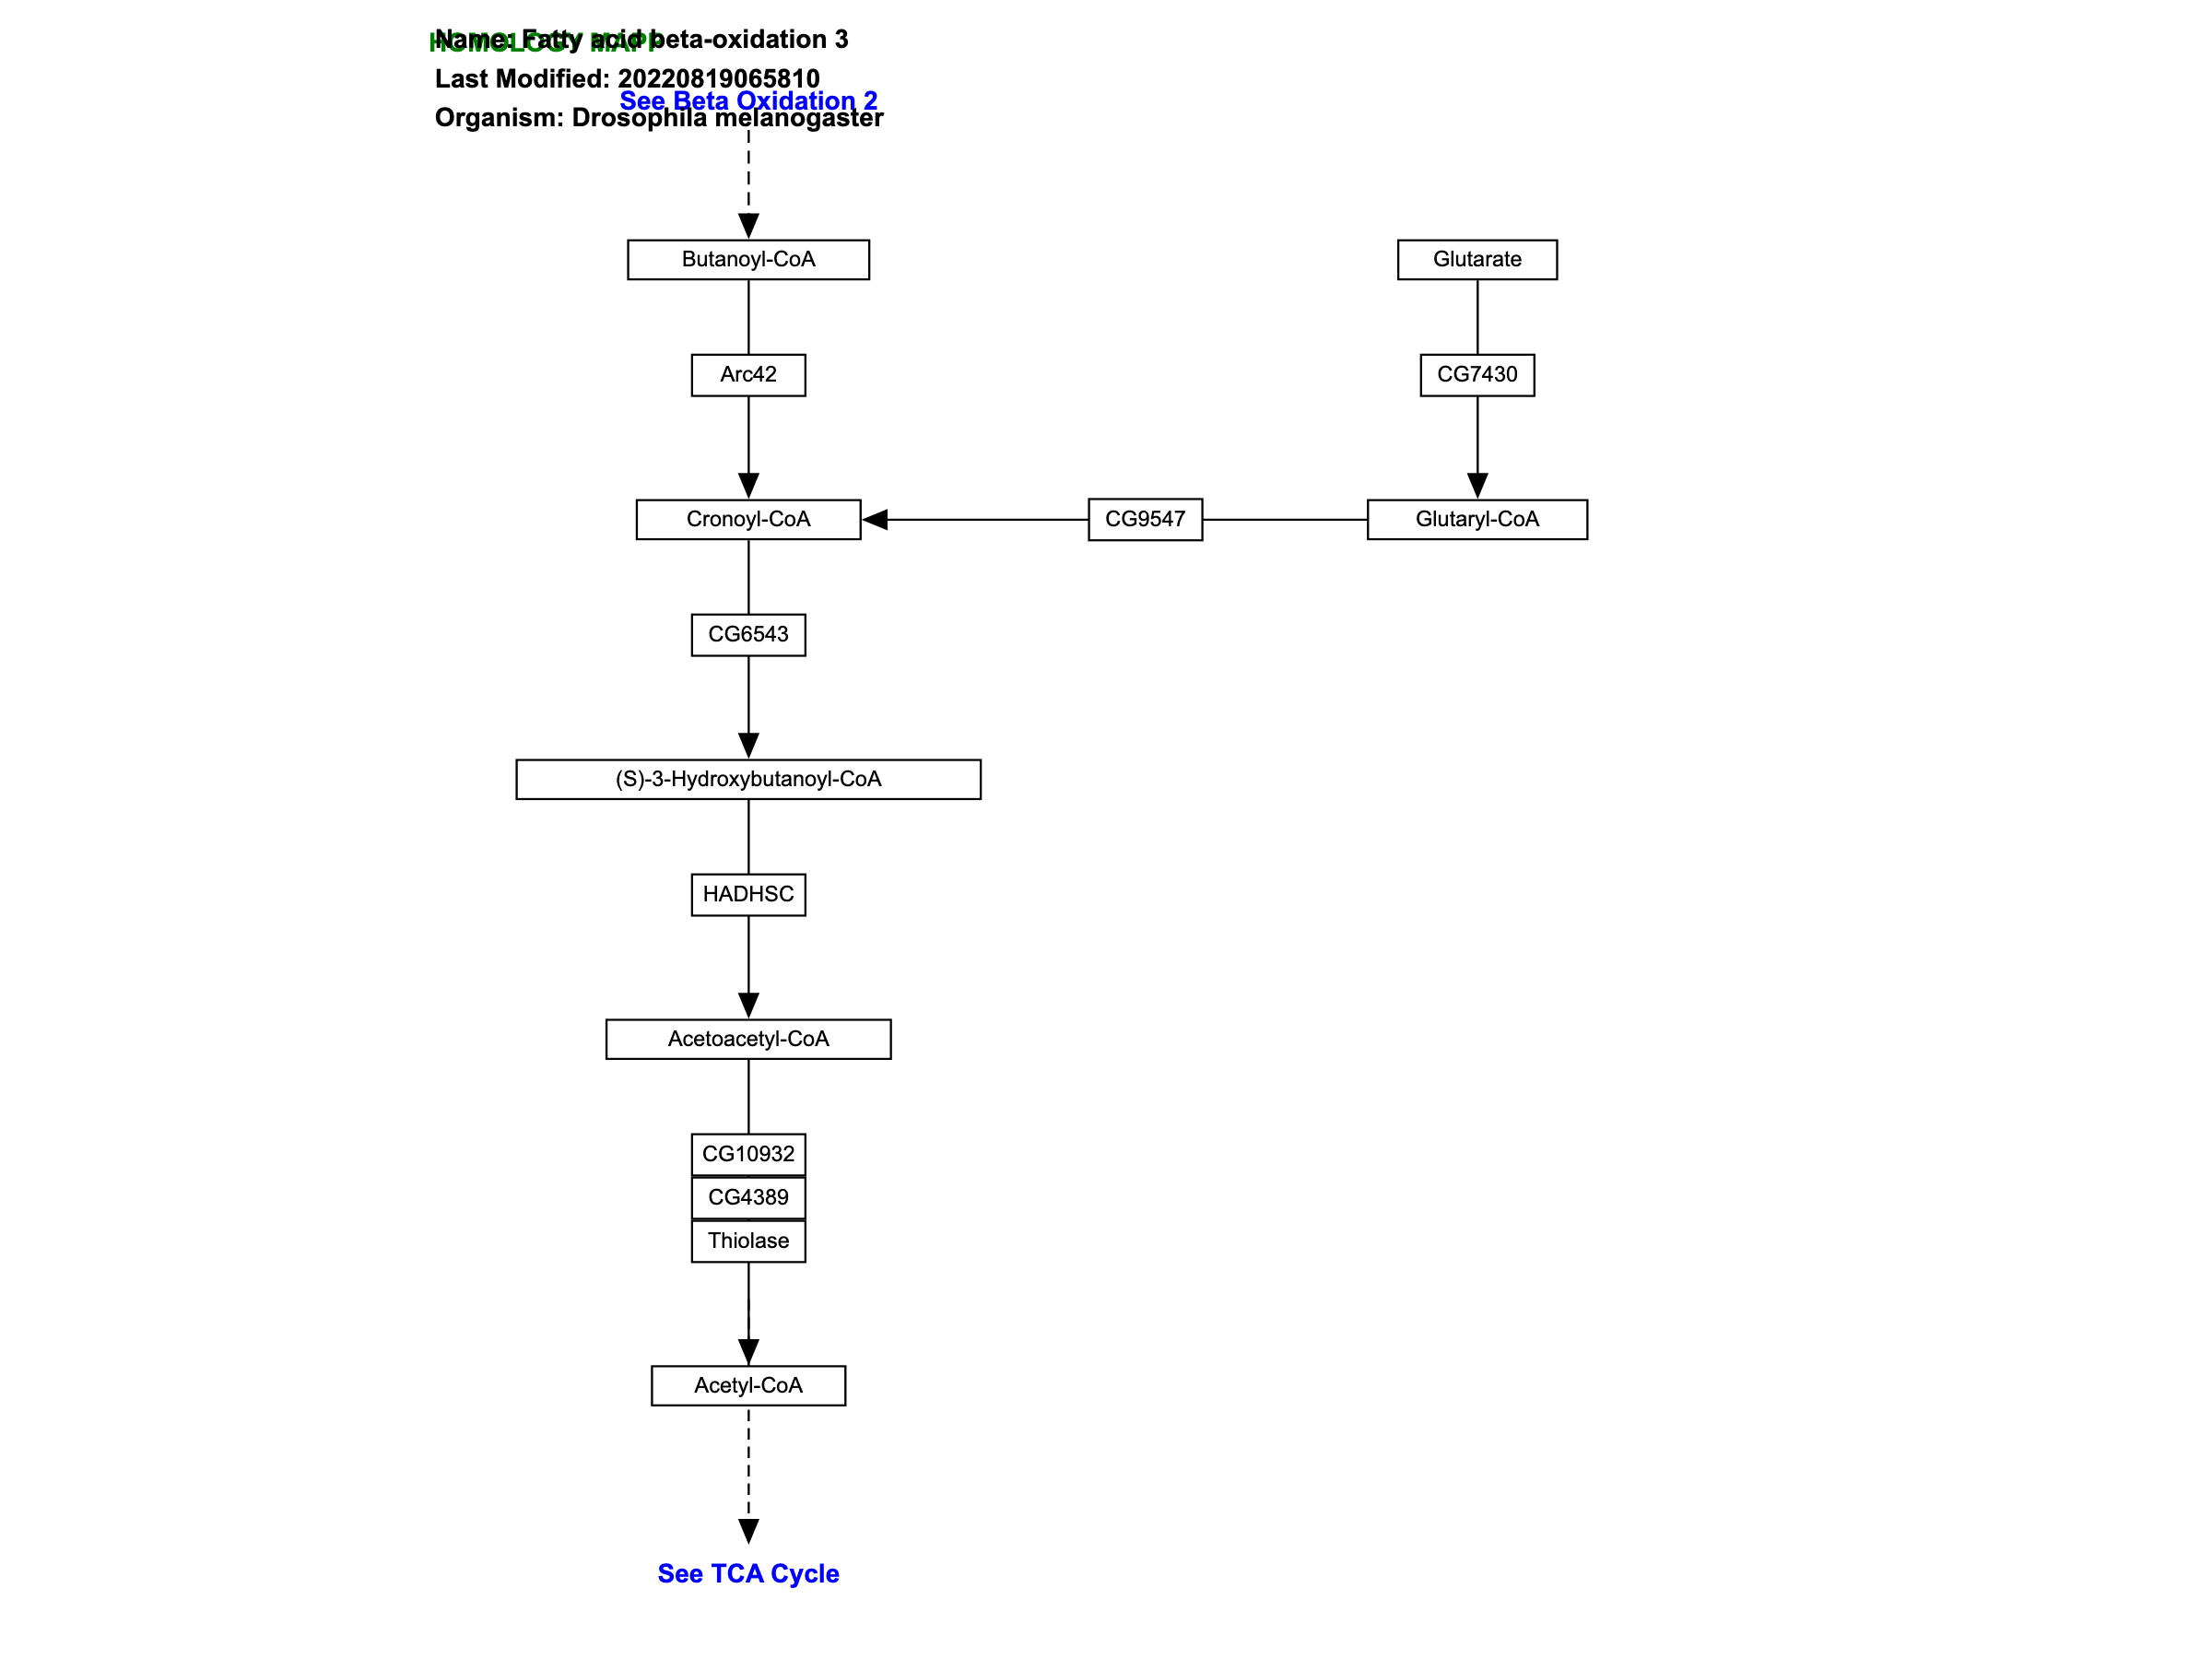 HOMOLOGY MAPP
Name: Fatty acid beta-oxidation 3
Last Modified: 20220819065810
See Beta Oxidation 2
Organism: Drosophila melanogaster
Butanoyl-CoA
Glutarate
Arc42
CG7430
Cronoyl-CoA
CG9547
Glutaryl-CoA
CG6543
(S)-3-Hydroxybutanoyl-CoA
HADHSC
Acetoacetyl-CoA
CG10932
CG4389
Thiolase
Acetyl-CoA
See TCA Cycle